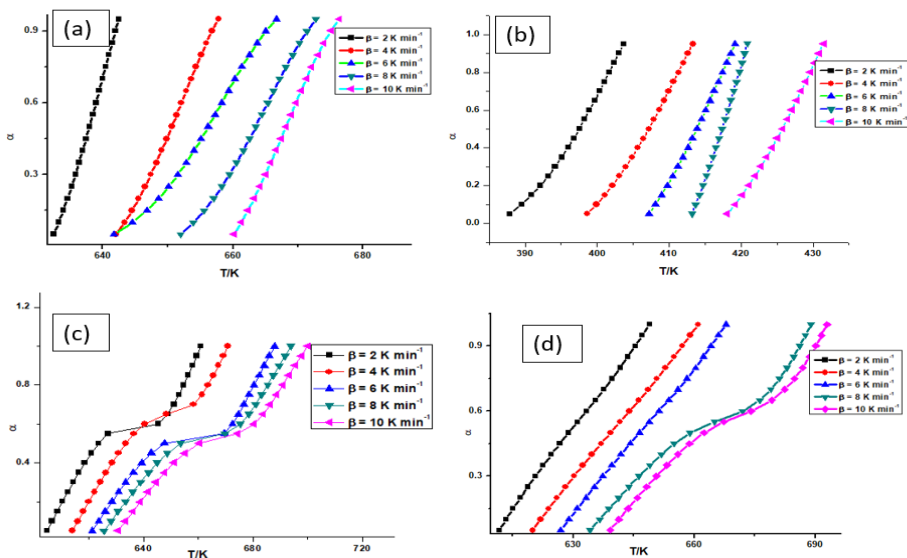 (a)
0.9
0.6
0.3
α
640
660
680
T/K
β = 2 K min⁻¹
β = 4 K min⁻¹
β = 6 K min⁻¹
β = 8 K min⁻¹
β = 10 K min⁻¹
(b)
1.0
0.8
0.6
0.4
0.2
0.0
α
390
400
410
420
430
T/K
β = 2 K min⁻¹
β = 4 K min⁻¹
β = 6 K min⁻¹
β = 8 K min⁻¹
β = 10 K min⁻¹
(c)
1.2
0.8
0.4
α
640
680
720
T/K
β = 2 K min⁻¹
β = 4 K min⁻¹
β = 6 K min⁻¹
β = 8 K min⁻¹
β = 10 K min⁻¹
(d)
0.9
0.6
0.3
α
630
660
690
T/K
β = 2 K min⁻¹
β = 4 K min⁻¹
β = 6 K min⁻¹
β = 8 K min⁻¹
β = 10 K min⁻¹